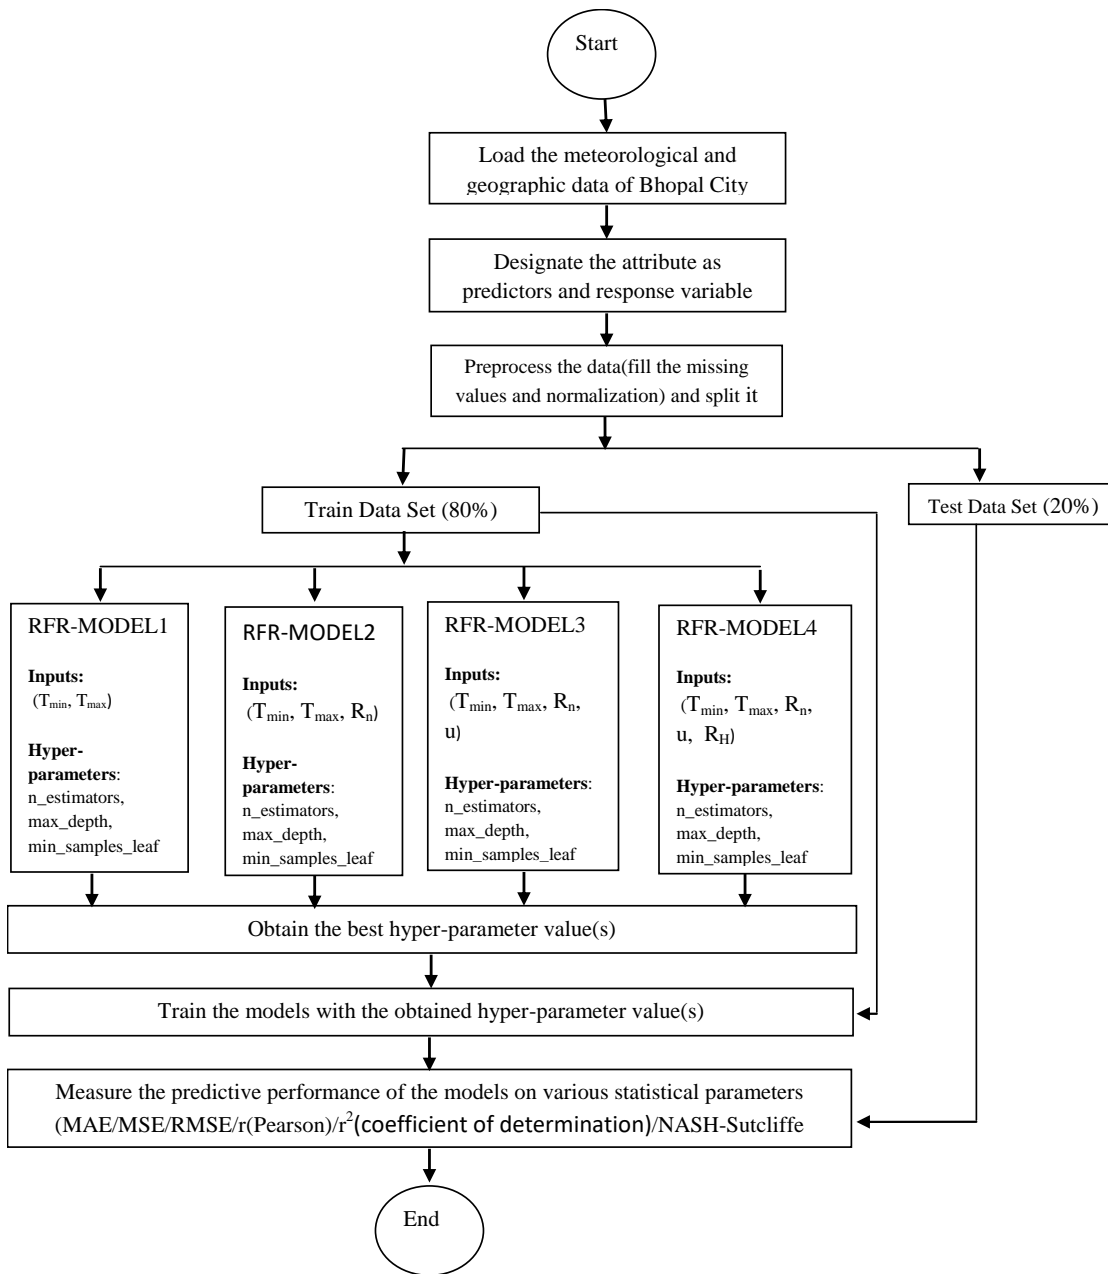 Start
Load the meteorological and
geographic data of Bhopal City
Designate the attribute as
predictors and response variable
Preprocess the data(fill the missing
values and normalization) and split it
Train Data Set (80%)
Test Data Set (20%)
RFR-MODEL1
Inputs:
(Tmin, Tmax)
Hyper-
parameters:
n_estimators,
max_depth,
min_samples_leaf
RFR-MODEL2
Inputs:
(Tmin, Tmax, Rn)
Hyper-
parameters:
n_estimators,
max_depth,
min_samples_leaf
RFR-MODEL3
Inputs:
(Tmin, Tmax, Rn,
u)
Hyper-parameters:
n_estimators,
max_depth,
min_samples_leaf
RFR-MODEL4
Inputs:
(Tmin, Tmax, Rn,
u, RH)
Hyper-parameters:
n_estimators,
max_depth,
min_samples_leaf
Obtain the best hyper-parameter value(s)
Train the models with the obtained hyper-parameter value(s)
Measure the predictive performance of the models on various statistical parameters
(MAE/MSE/RMSE/r(Pearson)/r²(coefficient of determination)/NASH-Sutcliffe
End